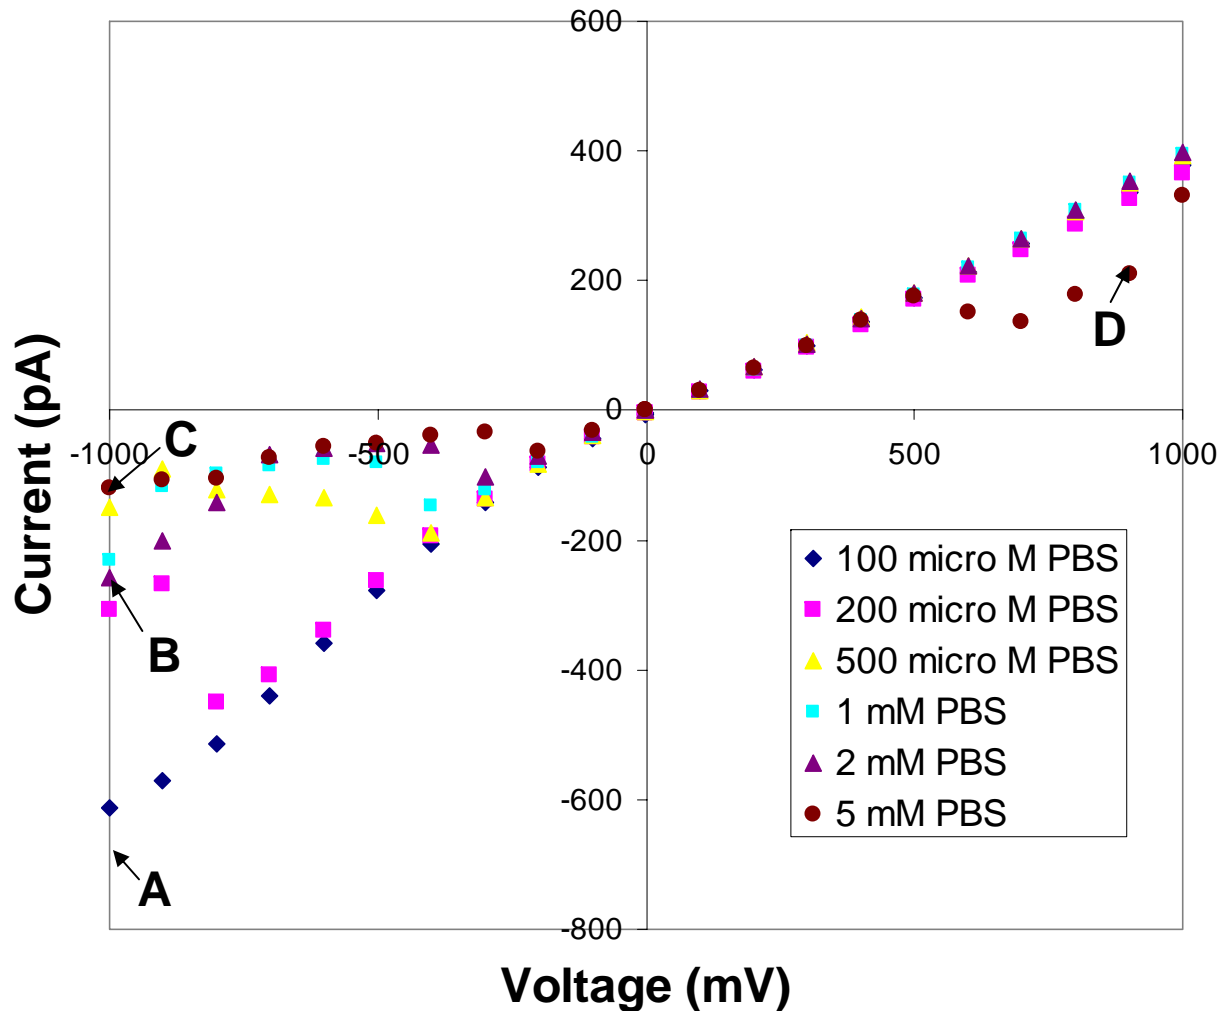 600
400
200
0
-1000
-500
0
500
1000
-200
-400
-600
-800
Current (pA)
Voltage (mV)
C
B
A
D
100 micro M PBS
200 micro M PBS
500 micro M PBS
1 mM PBS
2 mM PBS
5 mM PBS